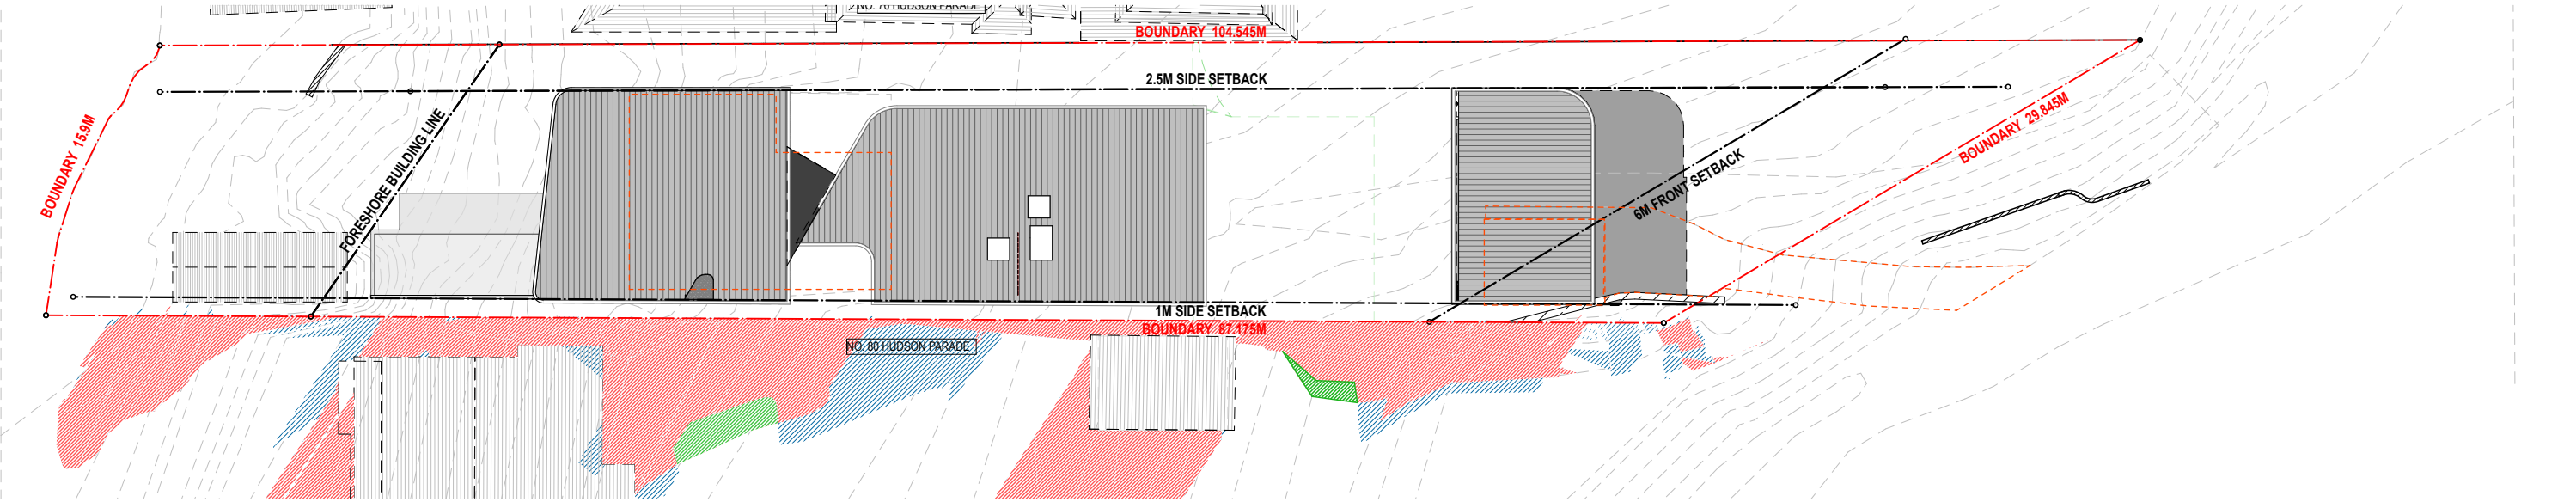 NO. 76 HUDSON PARADE
BOUNDARY 104.545M
2.5M SIDE SETBACK
BOUNDARY 15.9M
FORESHORE BUILDING LINE
BOUNDARY 29.845M
6M FRONT SETBACK
1M SIDE SETBACK
BOUNDARY 87.175M
NO. 80 HUDSON PARADE